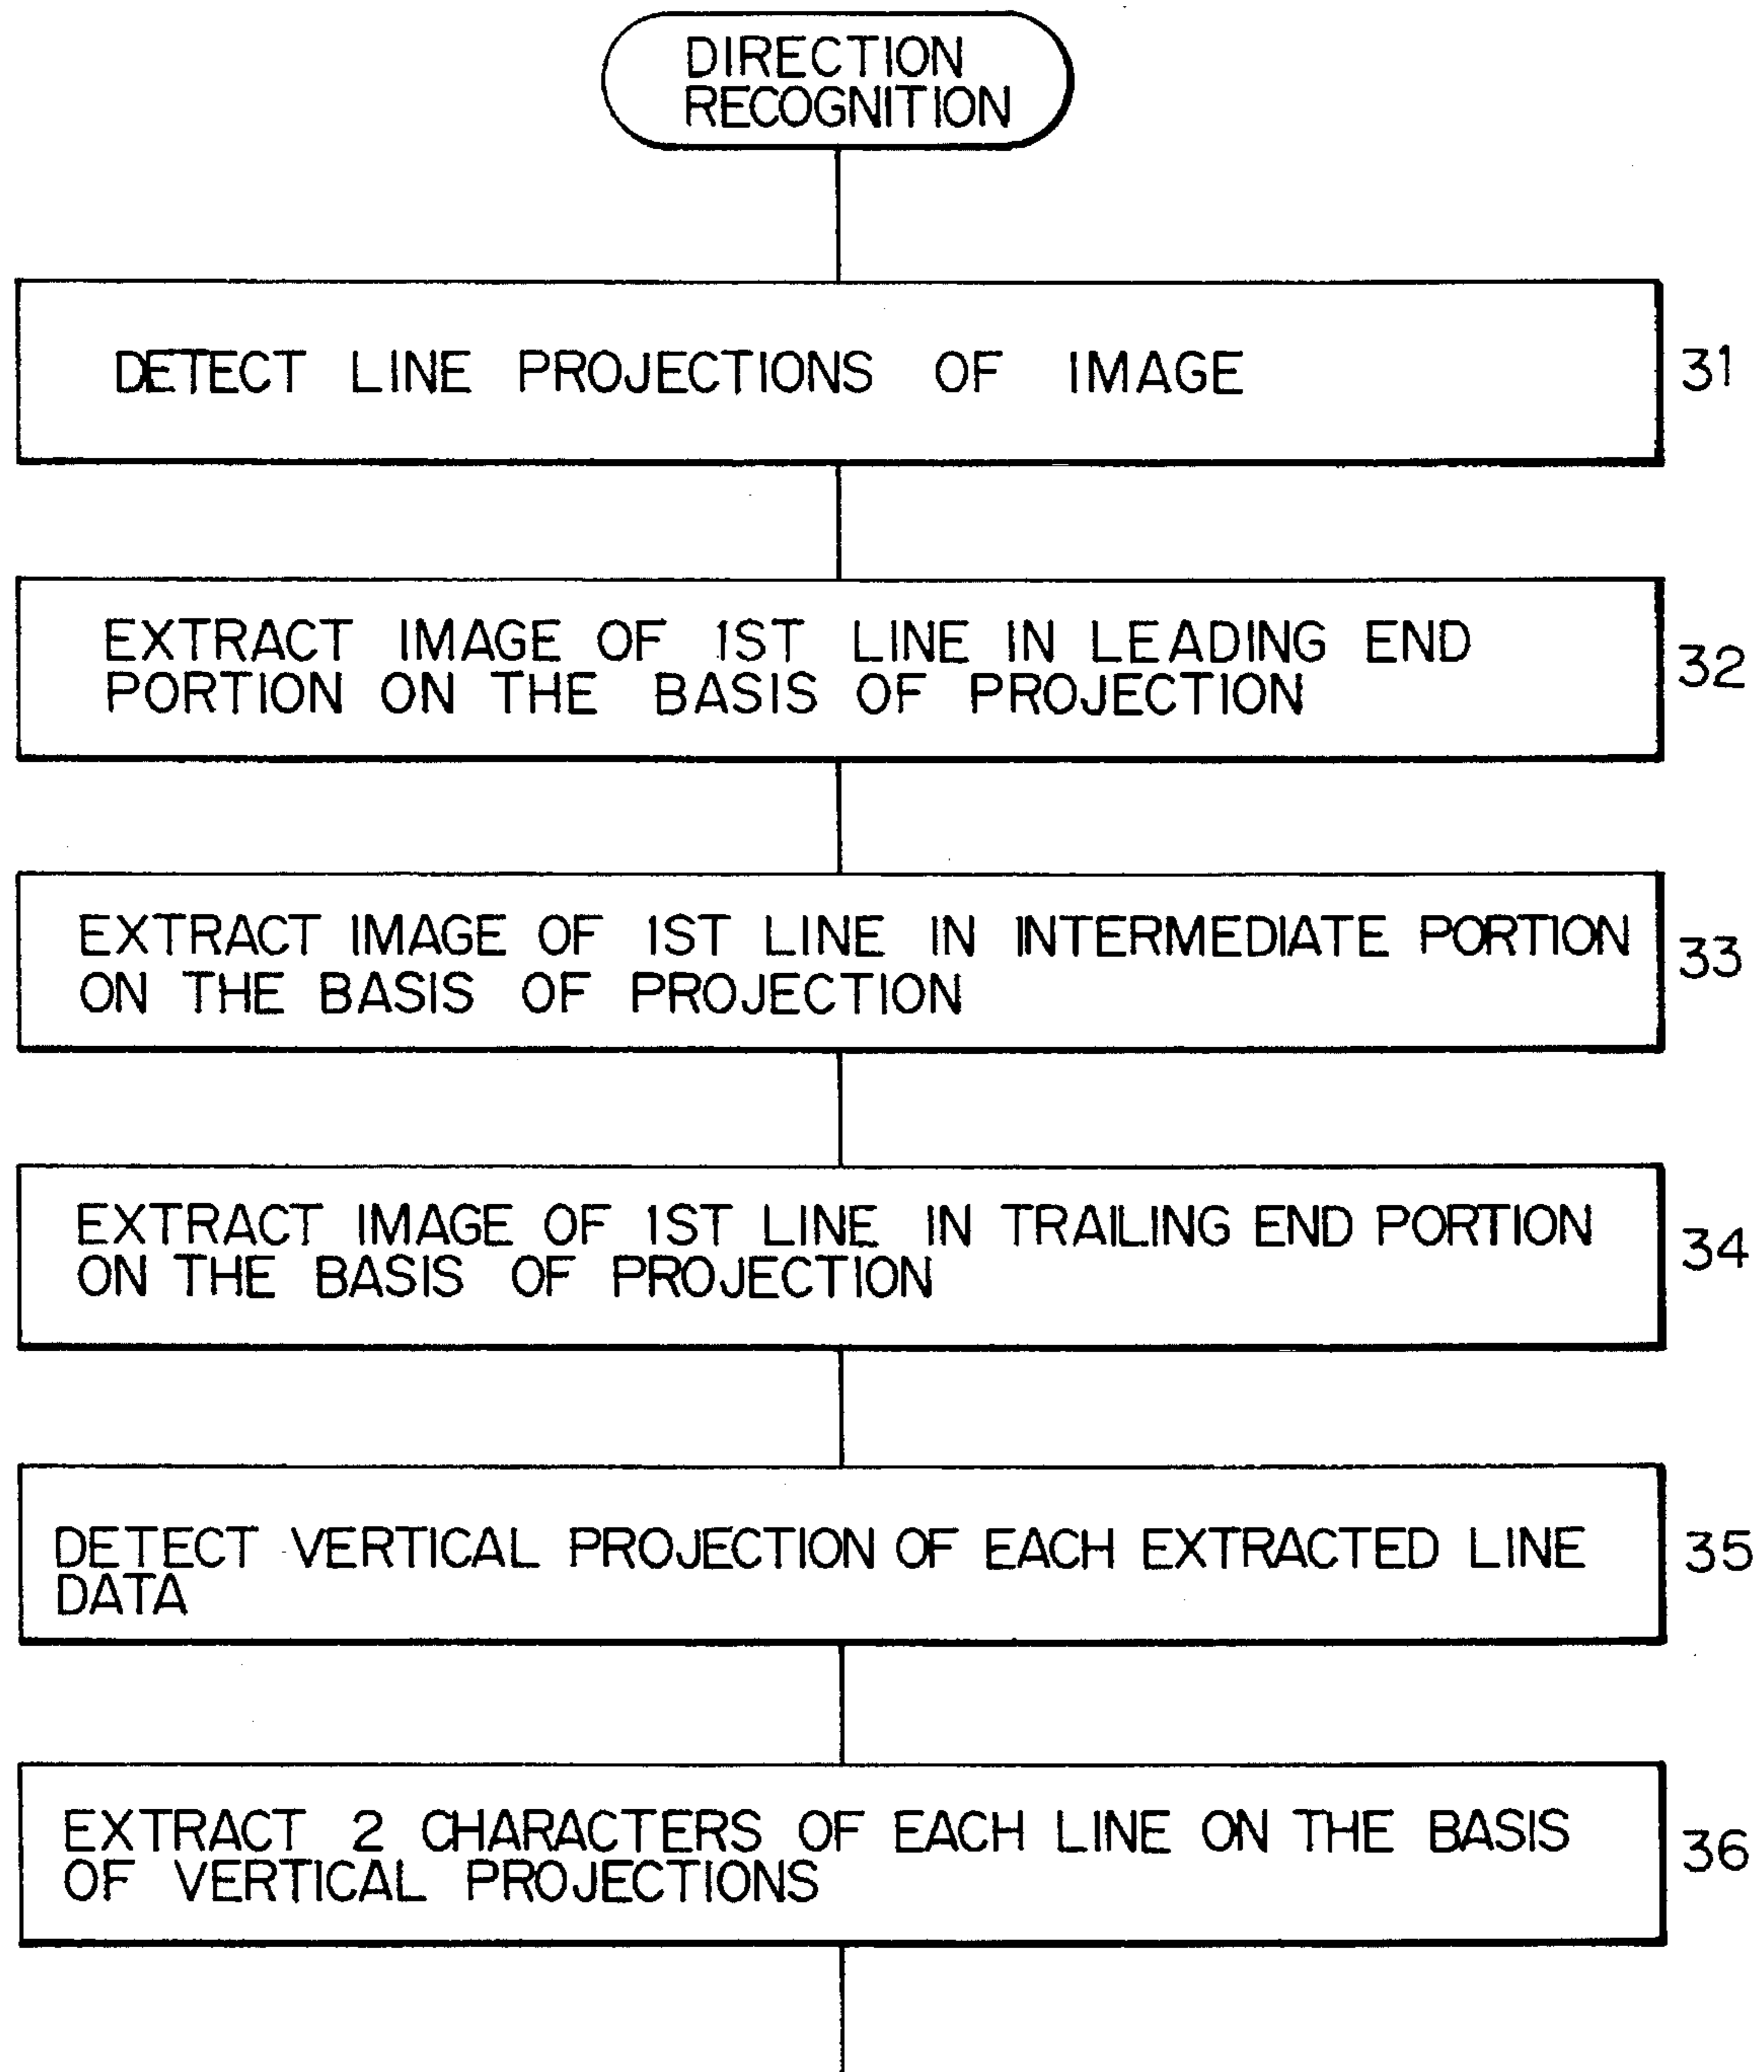 DIRECTION
RECOGNITION
DETECT LINE PROJECTIONS OF IMAGE
31
EXTRACT IMAGE OF 1ST LINE IN LEADING END
PORTION ON THE BASIS OF PROJECTION
32
EXTRACT IMAGE OF 1ST LINE IN INTERMEDIATE PORTION
ON THE BASIS OF PROJECTION
33
EXTRACT IMAGE OF 1ST LINE IN TRAILING END PORTION
ON THE BASIS OF PROJECTION
34
DETECT VERTICAL PROJECTION OF EACH EXTRACTED LINE
DATA
35
EXTRACT 2 CHARACTERS OF EACH LINE ON THE BASIS
OF VERTICAL PROJECTIONS
36